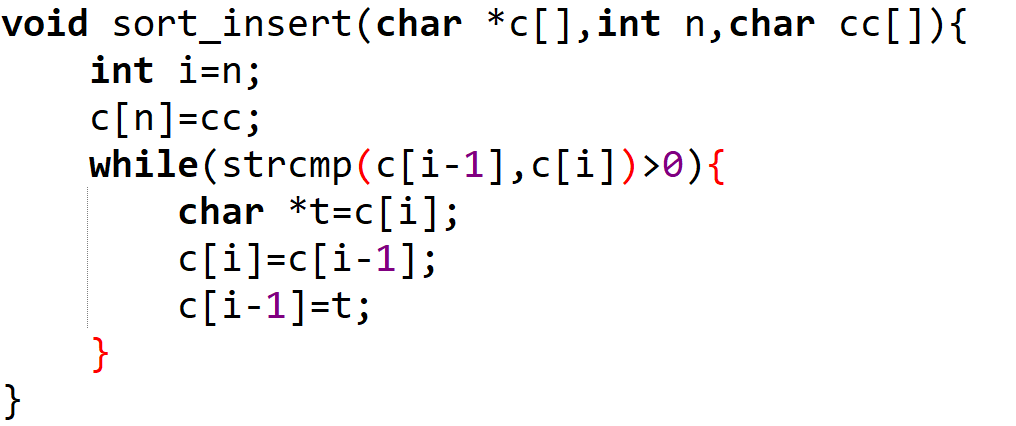 void sort_insert(char *c[],int n,char cc[]){
    int i=n;
    c[n]=cc;
    while(strcmp(c[i-1],c[i])>0){
        char *t=c[i];
        c[i]=c[i-1];
        c[i-1]=t;
    }
}